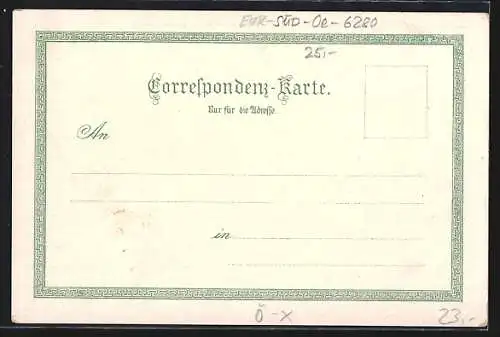 EUR-SÜD-Oe-6280
25,-
Correſpondenz-Karte.
Nur für die Adreſſe
An
in
Ö-X
23,-